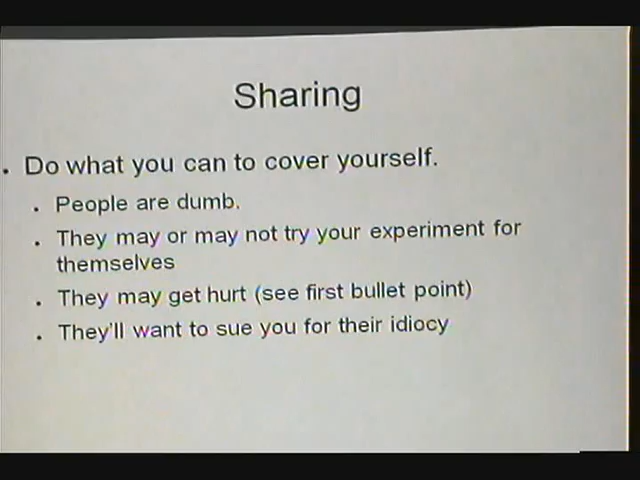 Sharing
Do what you can to cover yourself.
People are dumb.
They may or may not try your experiment for
themselves
They may get hurt (see first bullet point)
They'll want to sue you for their idiocy